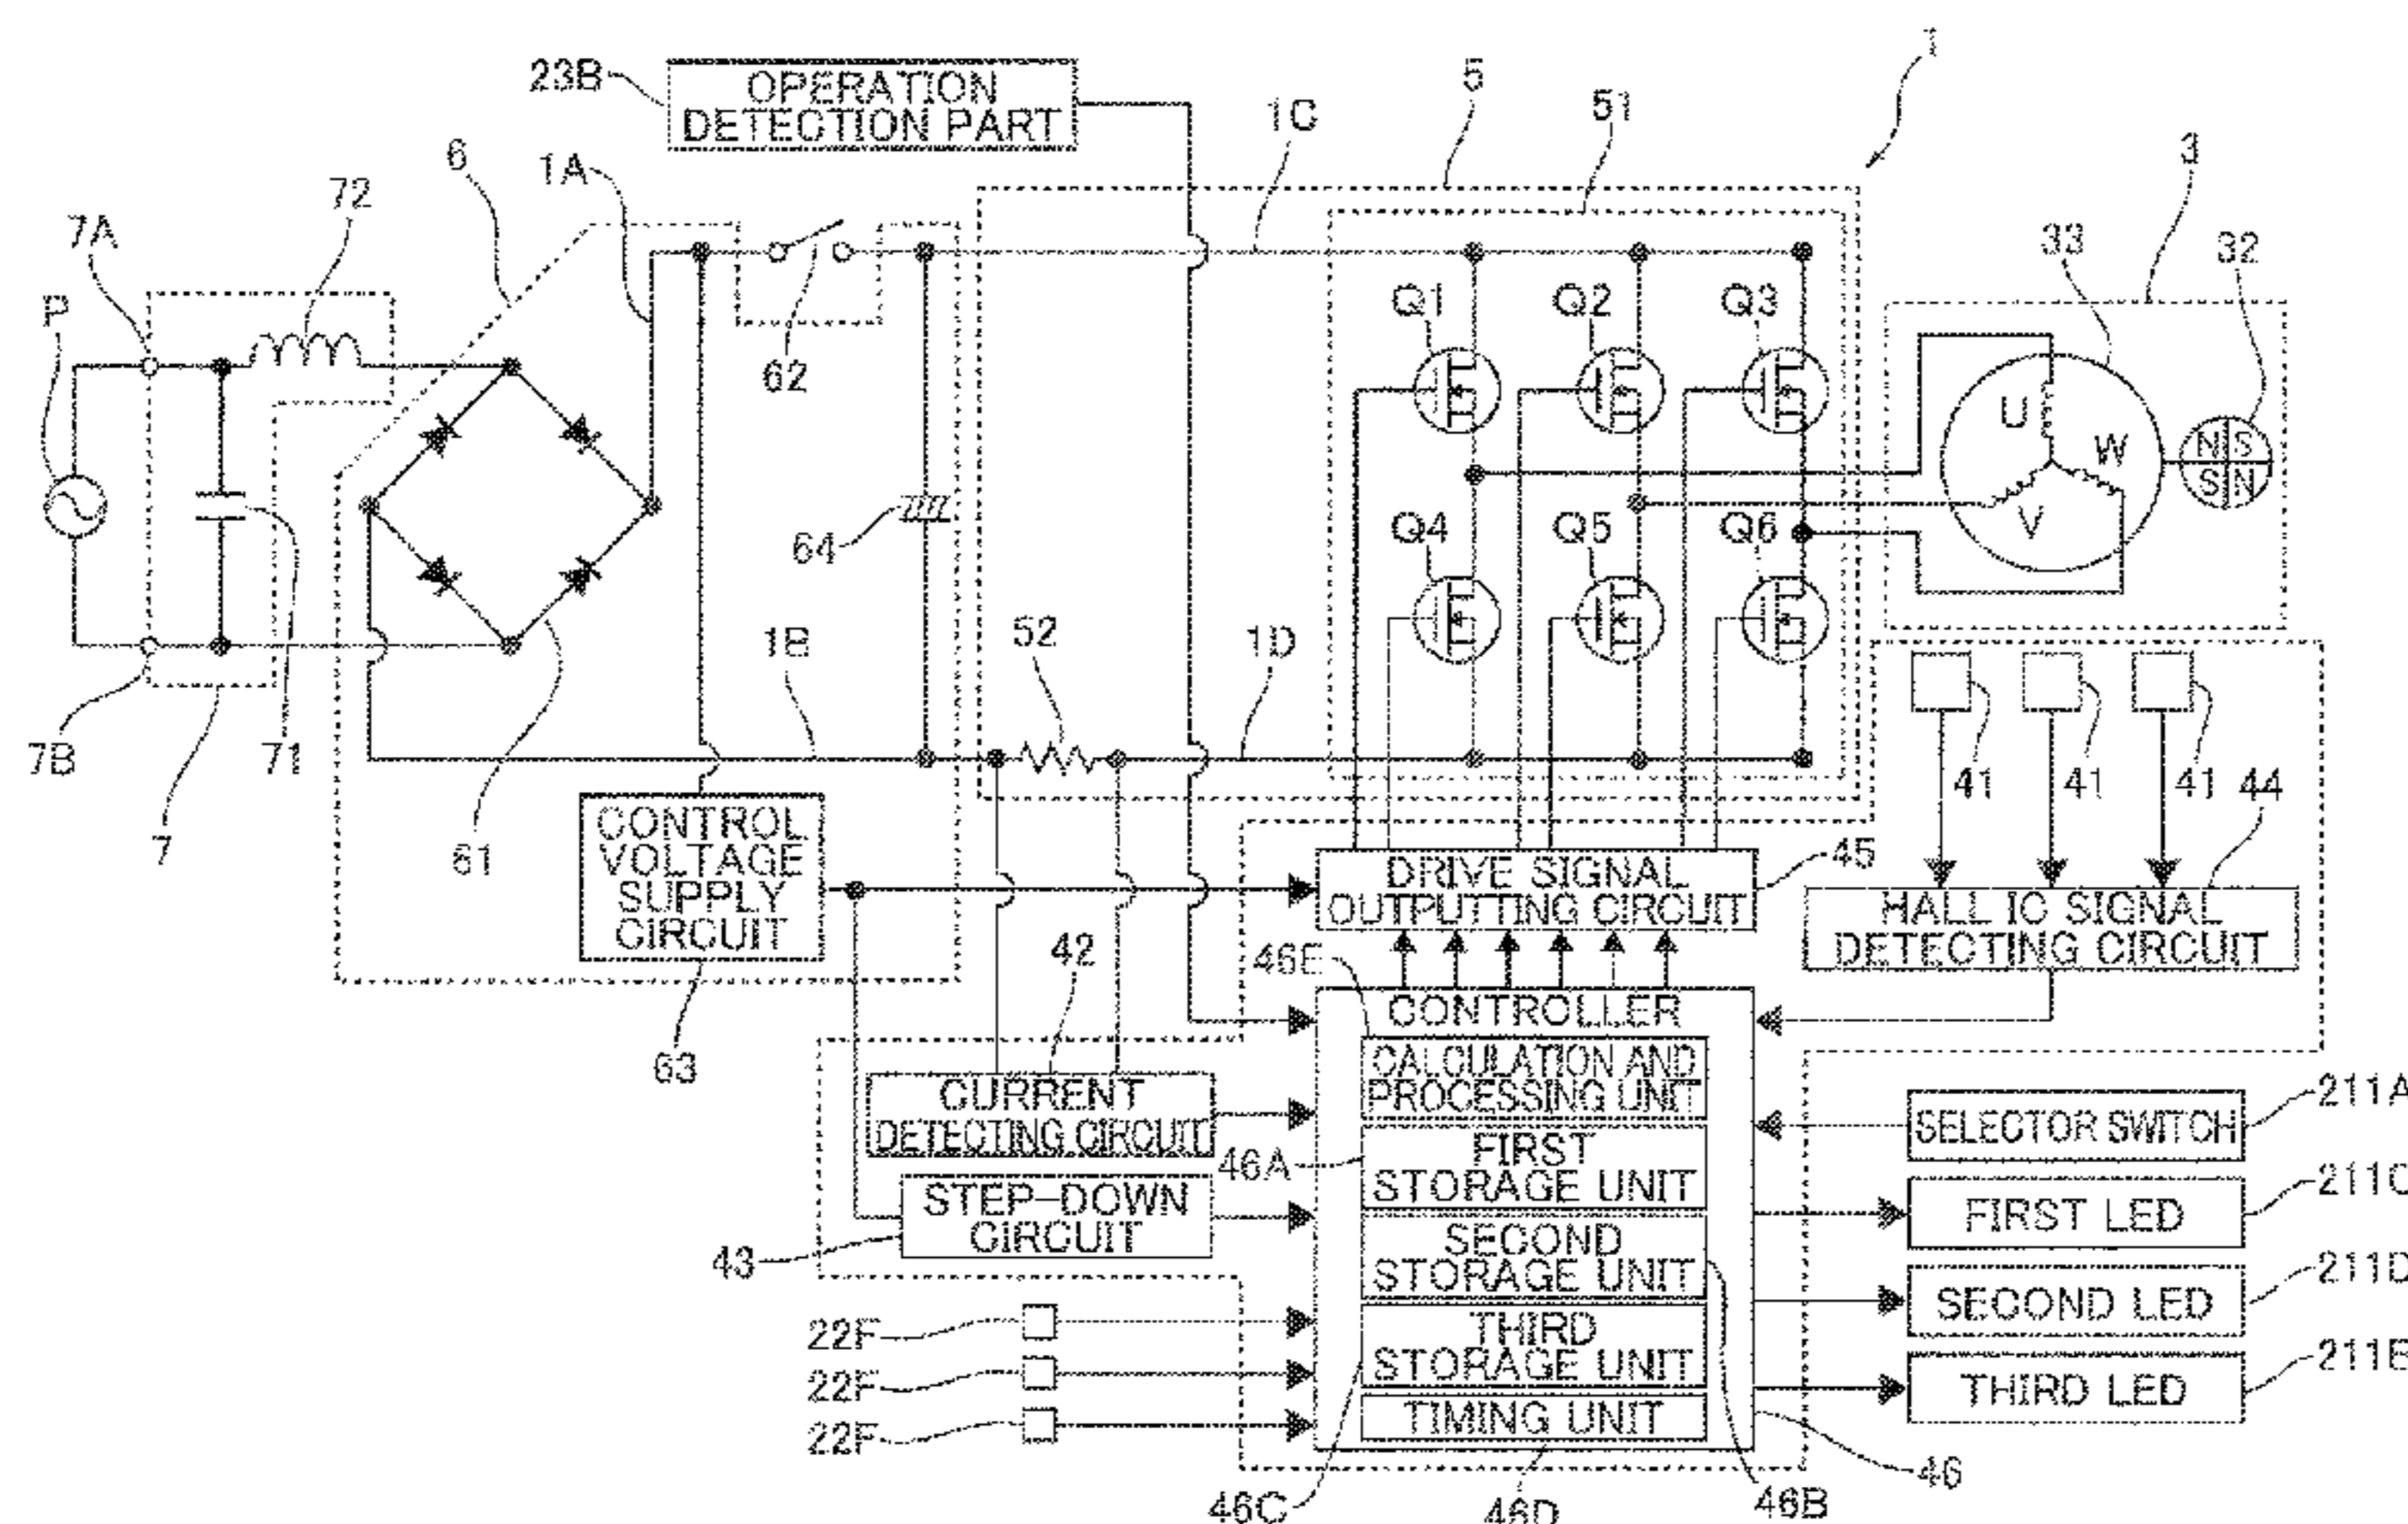 1
23B
OPERATION
DETECTION PART
5
1C
51
3
6
1A
72
7A
33
32
P
Q1
Q2
Q3
62
U
W
V
N
S
S
N
64
Q4
Q5
Q6
1B
52
1D
7B
71
7
61
41
41
41
44
CONTROL
VOLTAGE
SUPPLY
CIRCUIT
DRIVE SIGNAL
OUTPUTTING CIRCUIT
45
HALL IC SIGNAL
DETECTING CIRCUIT
42
46E
63
CONTROLLER
CALCULATION AND
PROCESSING UNIT
CURRENT
DETECTING CIRCUIT
SELECTOR SWITCH
211A
46A
FIRST
STORAGE UNIT
STEP-DOWN
CIRCUIT
43
FIRST LED
211C
SECOND
STORAGE UNIT
SECOND LED
211D
22F
THIRD
STORAGE UNIT
22F
THIRD LED
211E
22F
TIMING UNIT
46
46C
46D
46B